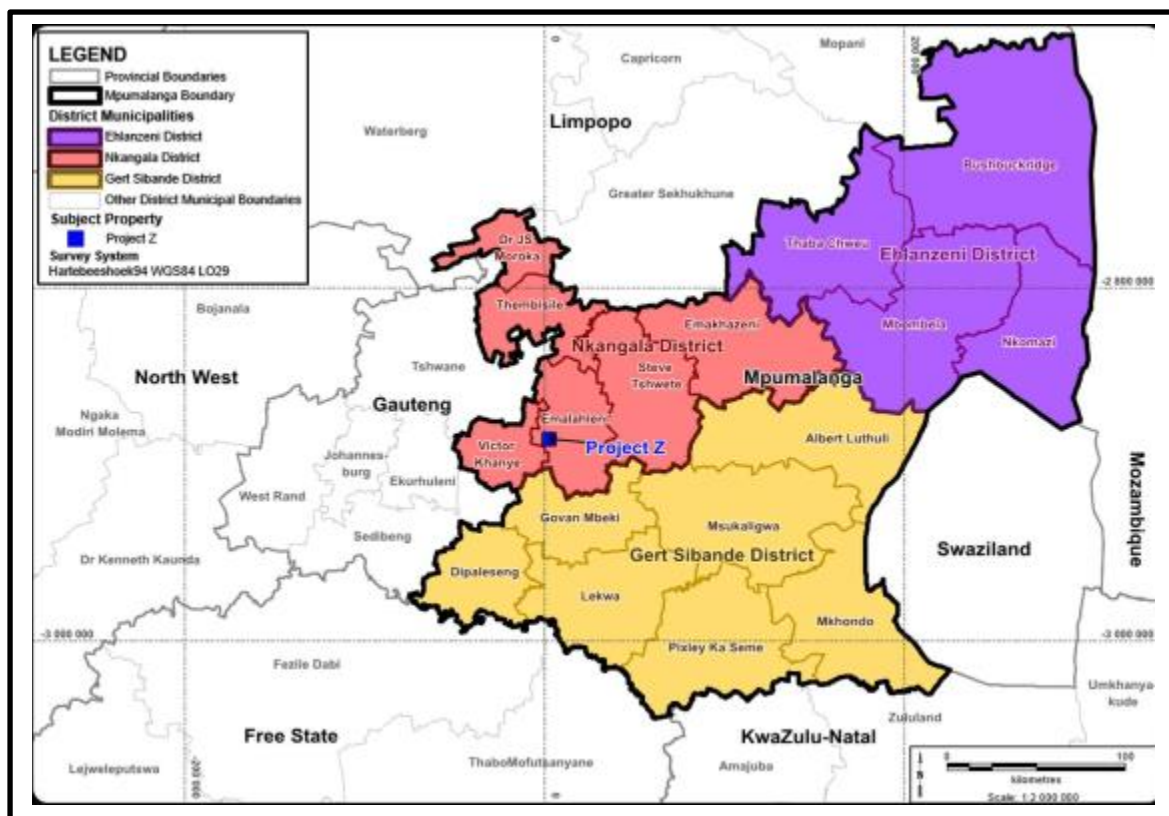 LEGEND
Provincial Boundaries
Mpumalanga Boundary
District Municipalities
Ehlanzeni District
Nkangala District
Gert Sibande District
Other District Municipal Boundaries
Subject Property
Project Z
Survey System
Hartebeeshoek94 WGS84 LO29
0
200 000
Mopani
Capricorn
Limpopo
Waterberg
Greater Sekhukhune
Bushbuckridge
Thaba Chweu
Ehlanzeni District
Dr JS
Moroka
-2 800 000
Thembisile
Bojanala
Emakhazeni
Mbombela
Nkomazi
Nkangala District
Tshwane
Steve
Tshwete
North West
Mpumalanga
Gauteng
Ngaka
Modiri Molema
Emalahleni
Albert Luthuli
Victor
Khanye
Project Z
Johannes-
burg
Ekurhuleni
West Rand
Mozambique
Govan Mbeki
Msukaligwa
Sedibeng
Swaziland
Dr Kenneth Kaunda
Gert Sibande District
Dipaleseng
Lekwa
Mkhondo
-3 000 000
-3 000 000
Pixley Ka Seme
Fezile Dabi
Umkhanya-
kude
Zululand
Free State
KwaZulu-Natal
Lejweleputswa
-200 000
ThaboMofutsanyane
Amajuba
0
N
0
100
kilometres
Scale: 1:2 000 000